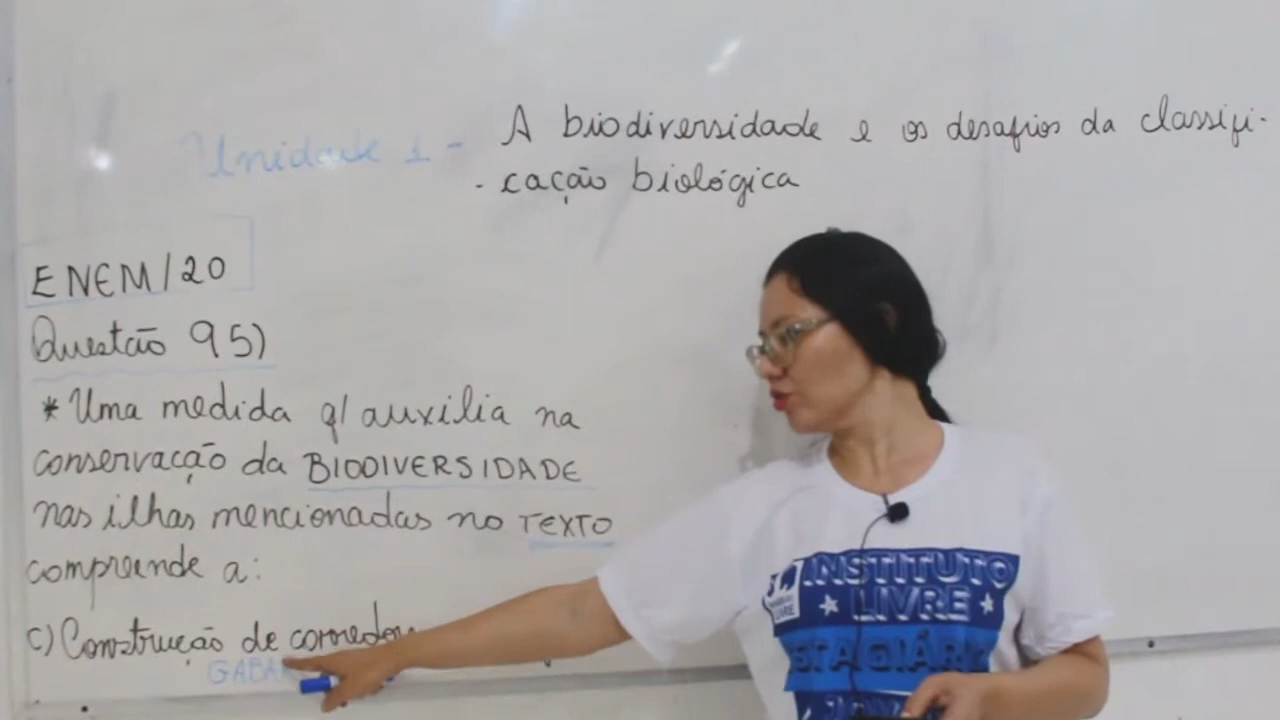 Unidade 1 -
A biodiversidade e os desafios da classifi-
- cação biológica
ENEM/20
Questão 95)
* Uma medida q/ auxilia na
conservação da BIODIVERSIDADE
nas ilhas mencionadas no TEXTO
compreende a:
c) Construção de corredor
GABA
INSTITUTO
LIVRE
LIVRE